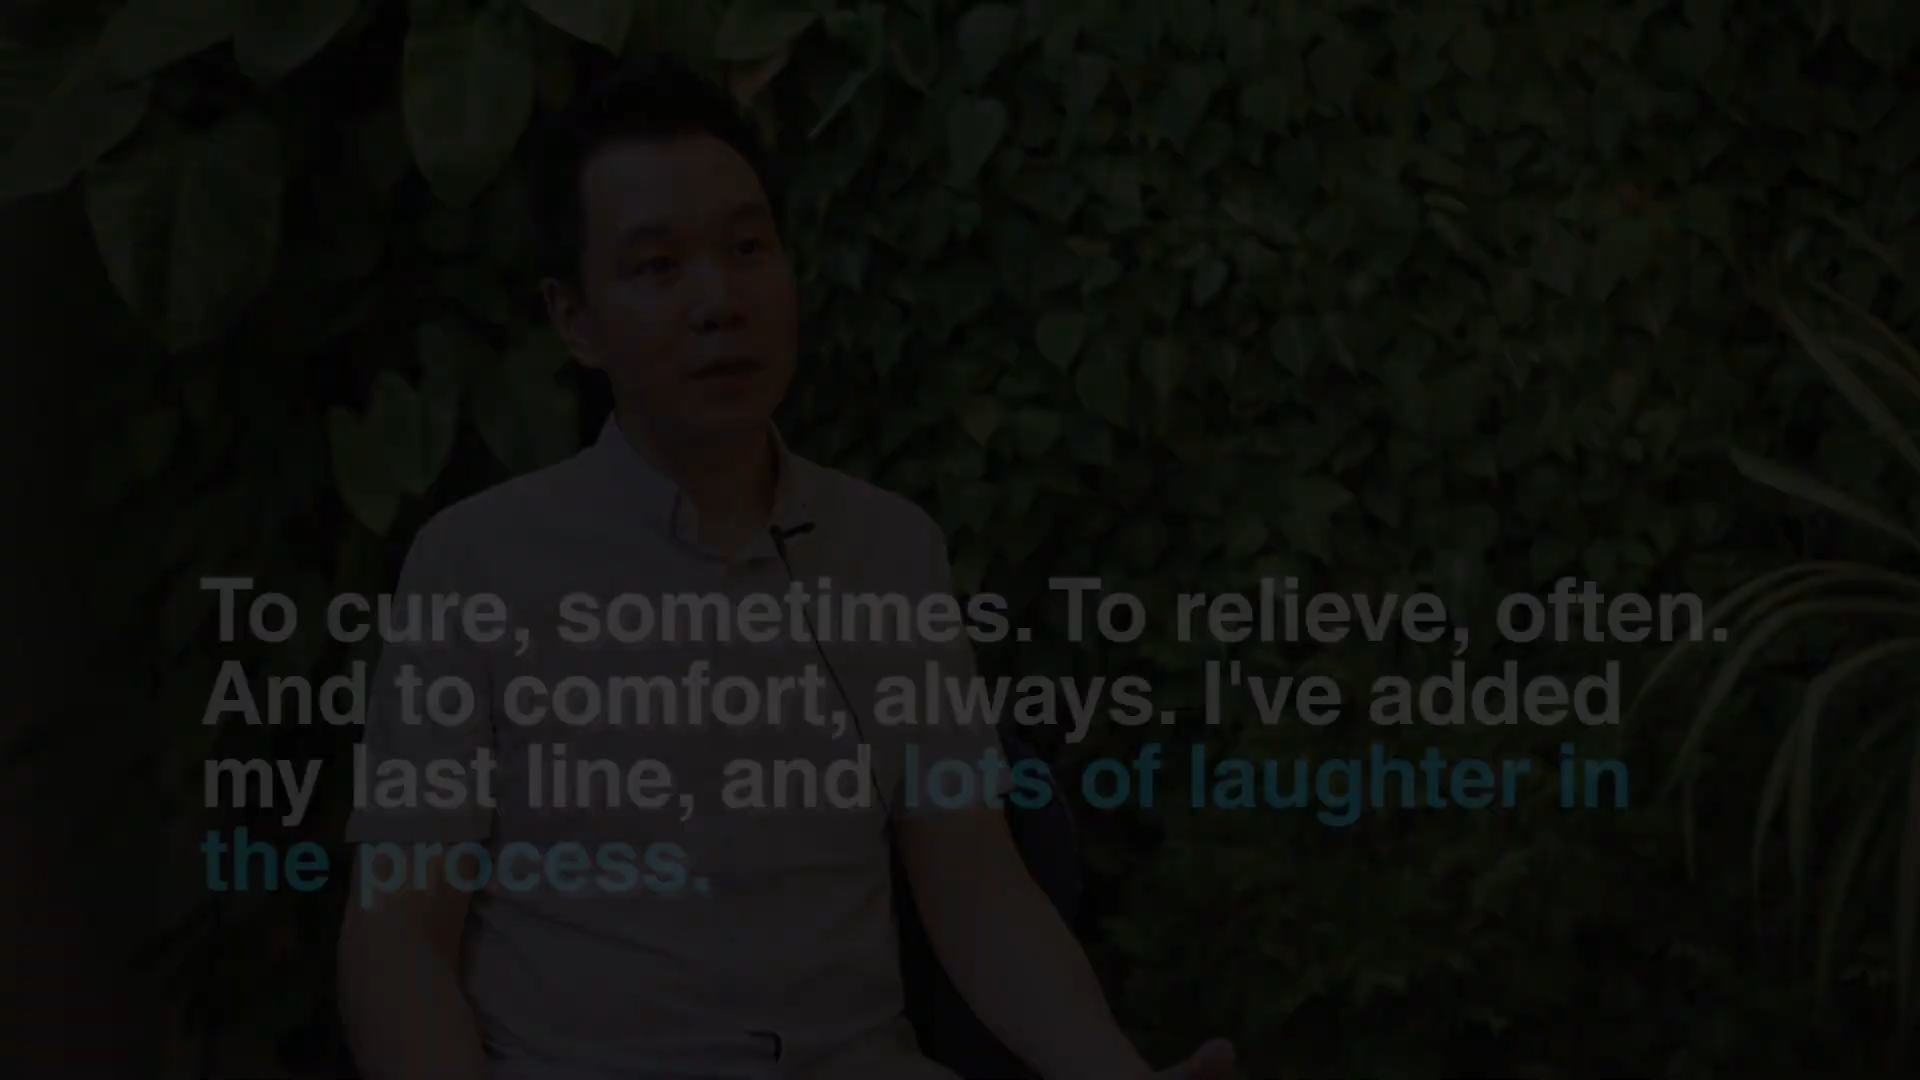 To cure, sometimes. To relieve, often.
And to comfort, always. I've added
my last line, and lots of laughter in
the process.